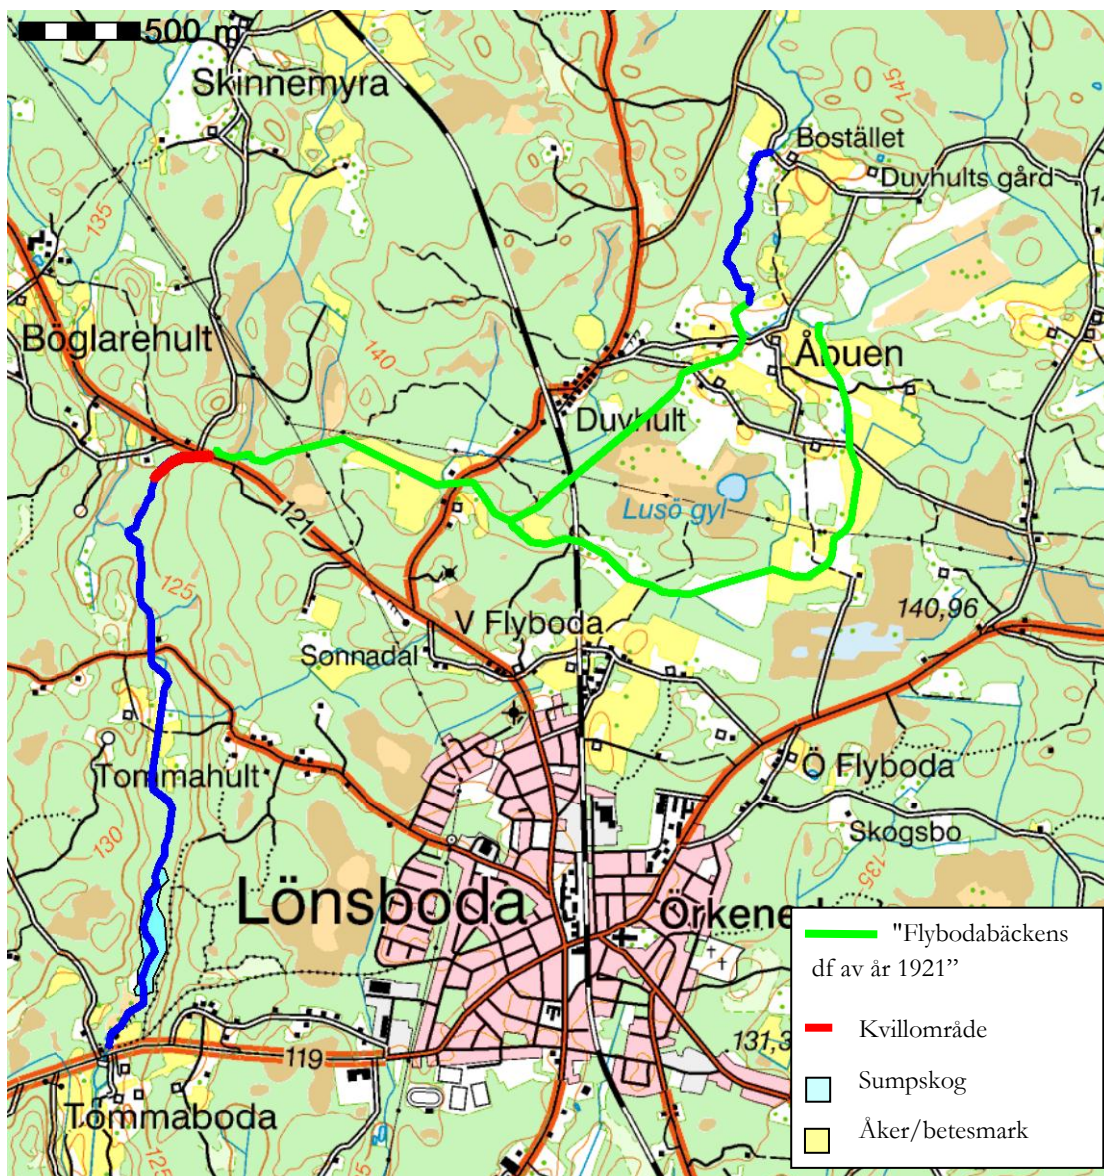 500 m
Skinnemyra
145
Bostället
Duvhults gård
14
135
Böglarehult
140
Åbuen
Duvhult
Lusö gyl
121
125
140,96
V Flyboda
Sonnadal
Tommahult
Ö Flyboda
130
Skogsbo
135
Lönsboda
Örkene
"Flybodabäckens
df av år 1921”
Kvillområde
131,3
119
Sumpskog
Tommaboda
Åker/betesmark
125